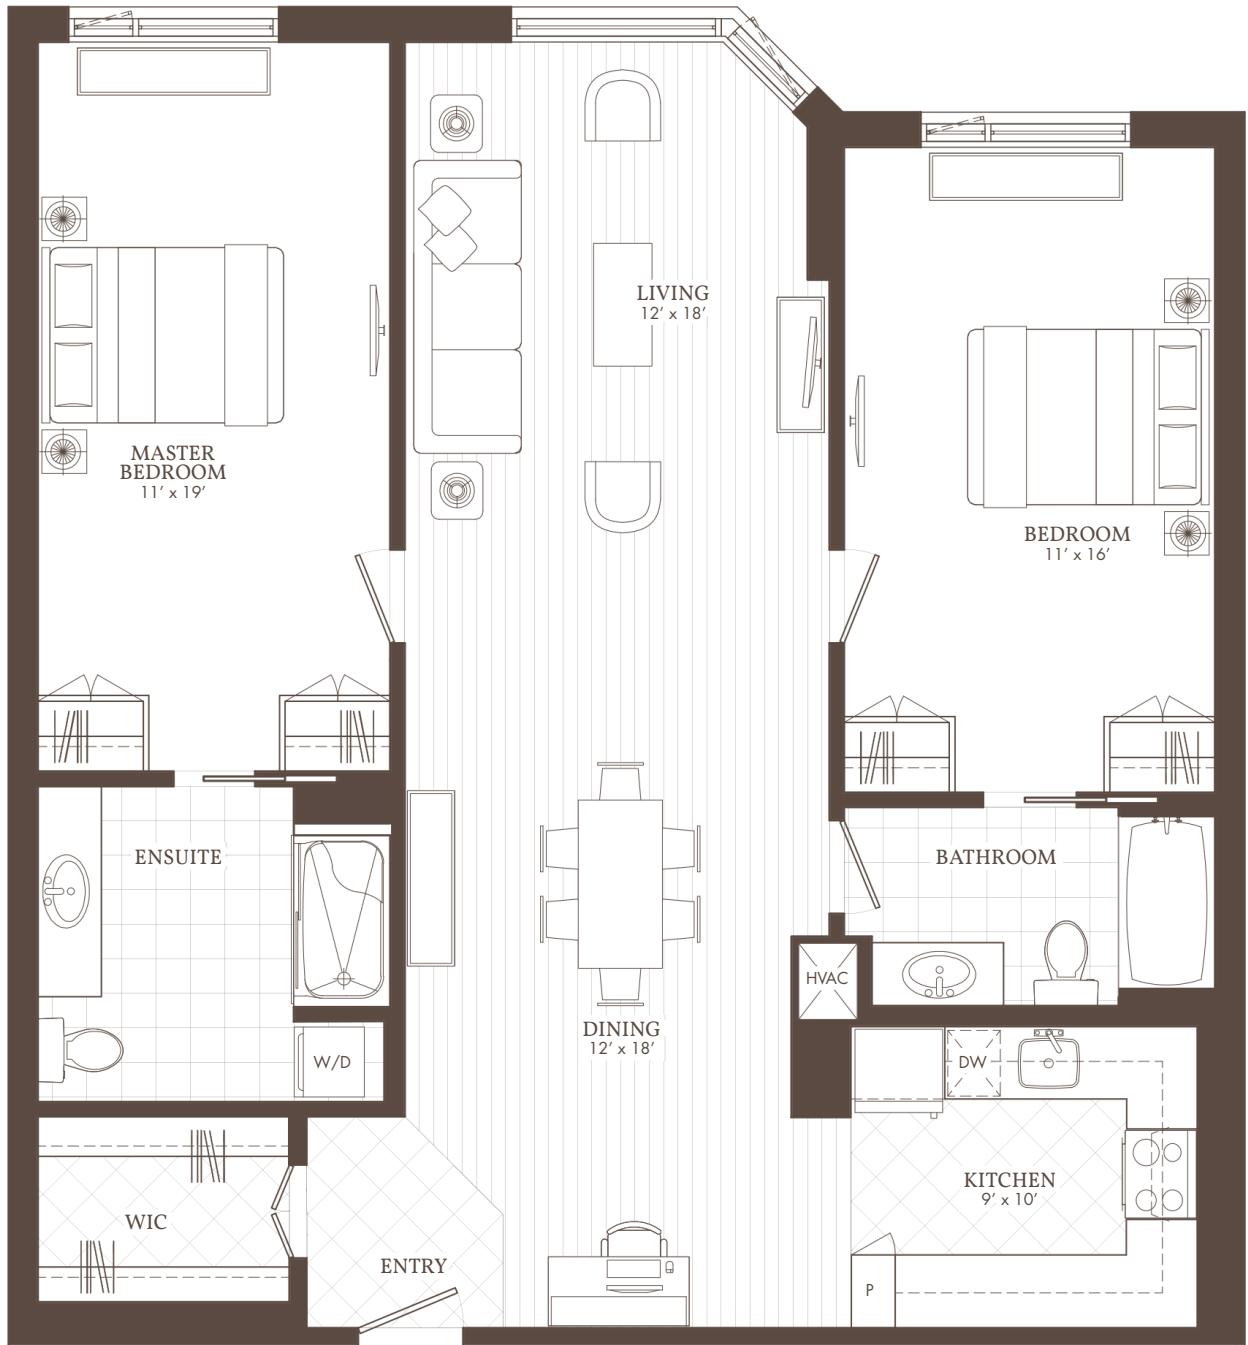 LIVING
12’ x 18’
MASTER
BEDROOM
11’ x 19’
BEDROOM
11’ x 16’
ENSUITE
BATHROOM
HVAC
DINING
12’ x 18’
W/D
DW
KITCHEN
9’ x 10’
WIC
ENTRY
P